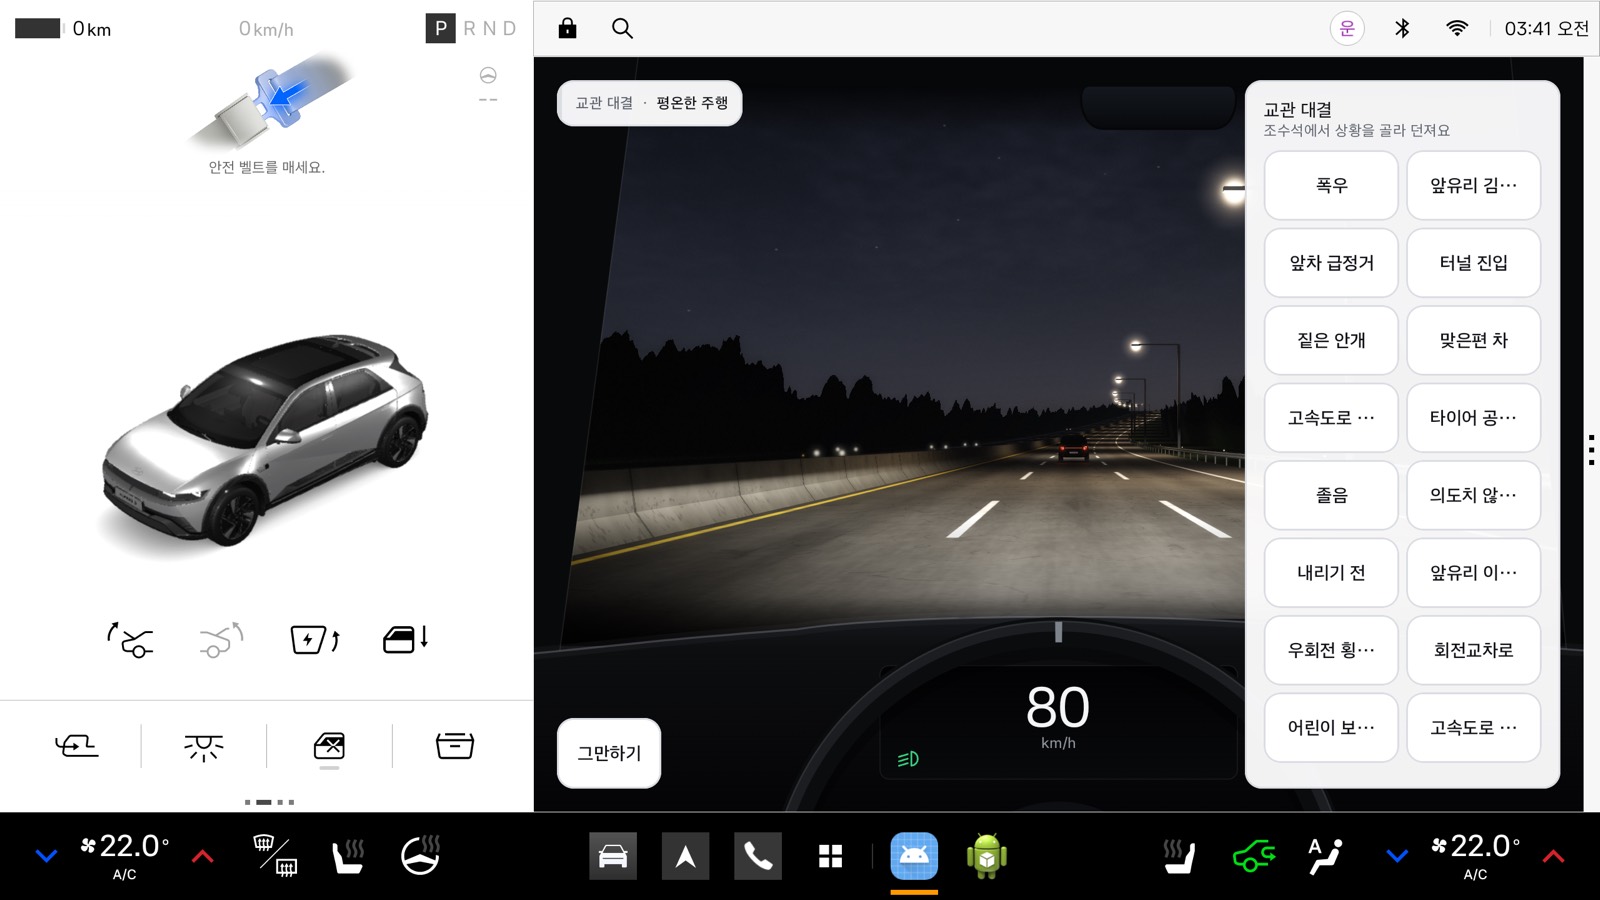 0 km
0 km/h
P R N D
안전 벨트를 매세요.
운
03:41 오전
교관 대결 · 평온한 주행
교관 대결
조수석에서 상황을 골라 던져요
폭우
앞유리 김…
앞차 급정거
터널 진입
짙은 안개
맞은편 차
고속도로 …
타이어 공…
졸음
의도치 않…
내리기 전
앞유리 이…
우회전 횡…
회전교차로
어린이 보…
고속도로 …
80
km/h
그만하기
22.0°
A/C
A
22.0°
A/C